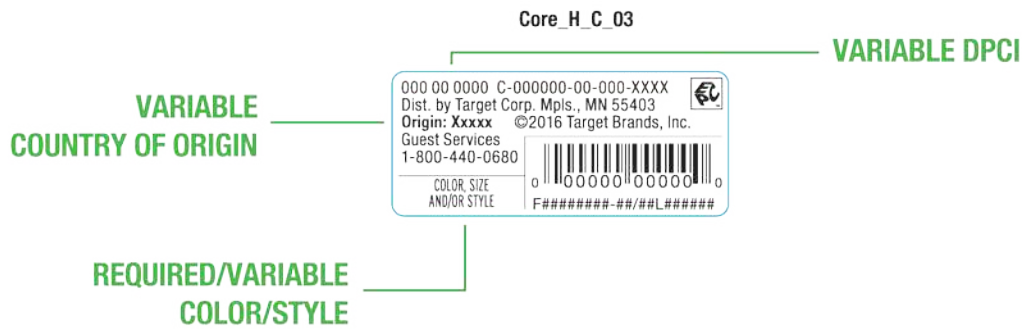 Core_H_C_03
VARIABLE DPCI
000 00 0000 C-000000-00-000-XXXX
Dist. by Target Corp. Mpls., MN 55403
Origin: Xxxxx ©2016 Target Brands, Inc.
Guest Services
1-800-440-0680
EPC
VARIABLE
COUNTRY OF ORIGIN
0 00000 00000 0
COLOR, SIZE
AND/OR STYLE
F########-##/##L######
REQUIRED/VARIABLE
COLOR/STYLE